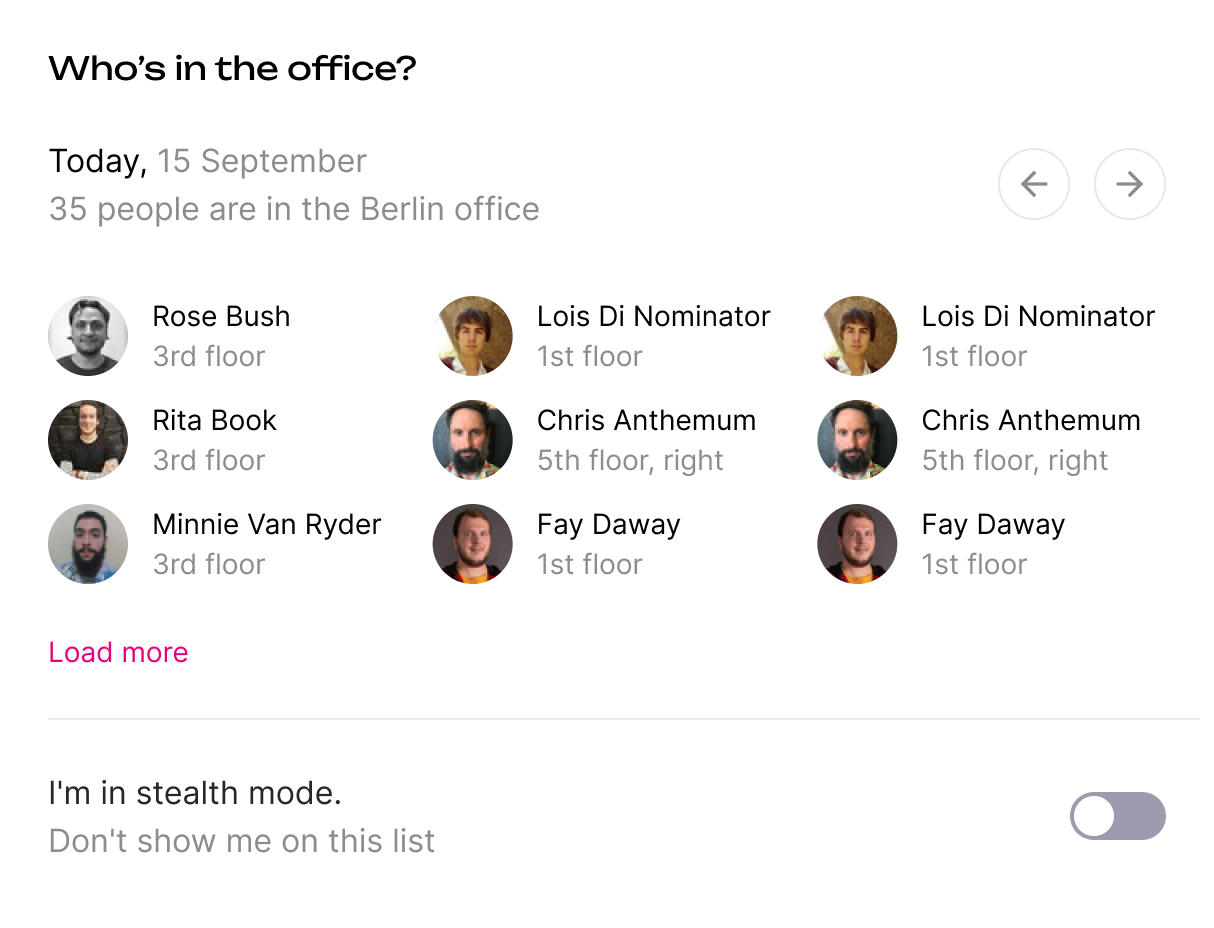 Who’s in the office?
Today, 15 September
35 people are in the Berlin office
Rose Bush
3rd floor
Lois Di Nominator
1st floor
Lois Di Nominator
1st floor
Rita Book
3rd floor
Chris Anthemum
5th floor, right
Chris Anthemum
5th floor, right
Minnie Van Ryder
3rd floor
Fay Daway
1st floor
Fay Daway
1st floor
Load more
I'm in stealth mode.
Don't show me on this list